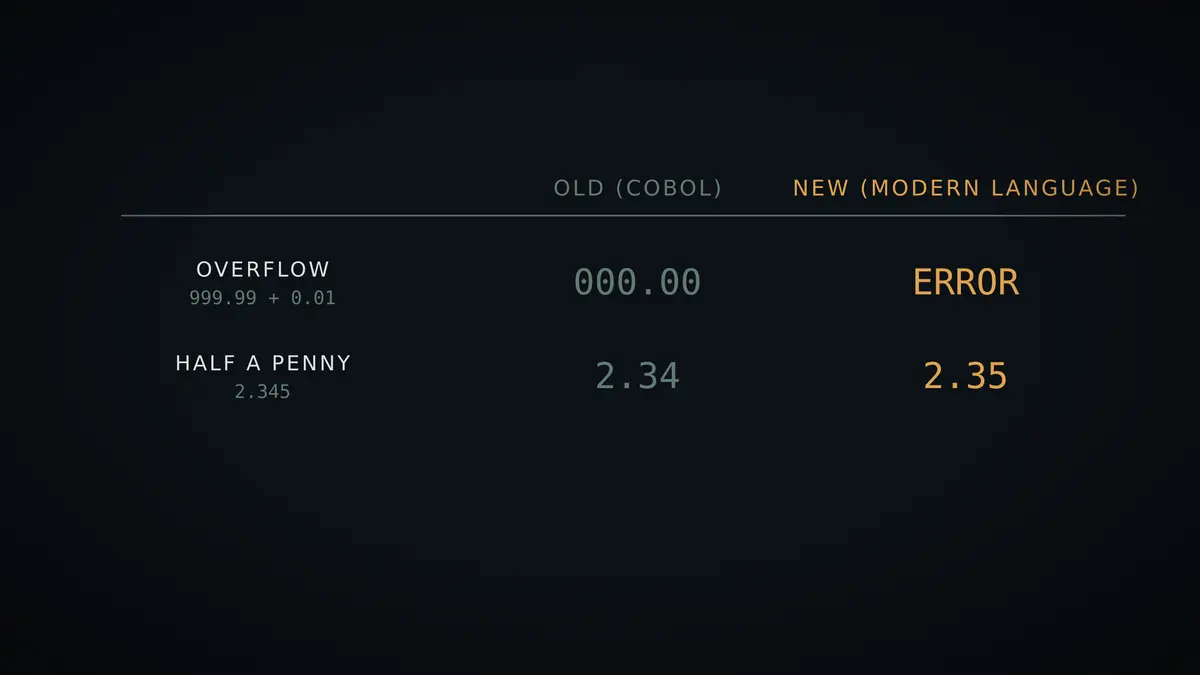 OLD (COBOL) NEW (MODERN LANGUAGE)
OVERFLOW
999.99 + 0.01
000.00
ERROR
HALF A PENNY
2.345
2.34
2.35